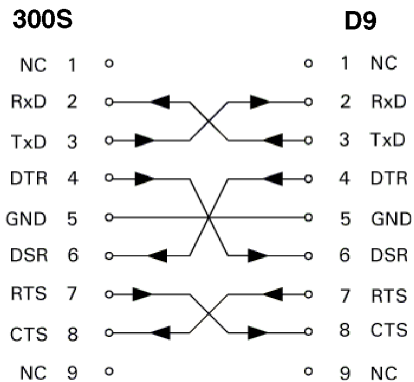 300S D9
NC 1 1 NC
RxD 2 2 RxD
TxD 3 3 TxD
DTR 4 4 DTR
GND 5 5 GND
DSR 6 6 DSR
RTS 7 7 RTS
CTS 8 8 CTS
NC 9 9 NC